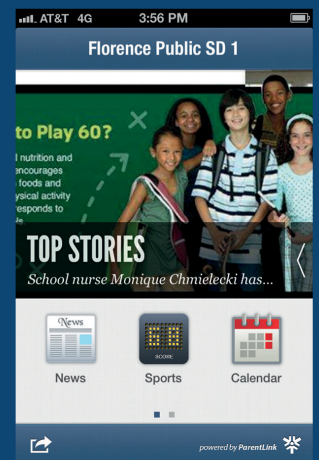 AT&T 4G 3:56 PM
Florence Public SD 1
to Play 60?
l nutrition and
encourages
foods and
ysical activity
esponds to
TOP STORIES
School nurse Monique Chmielecki has...
News
SCORE
News
Sports
Calendar
powered by ParentLink